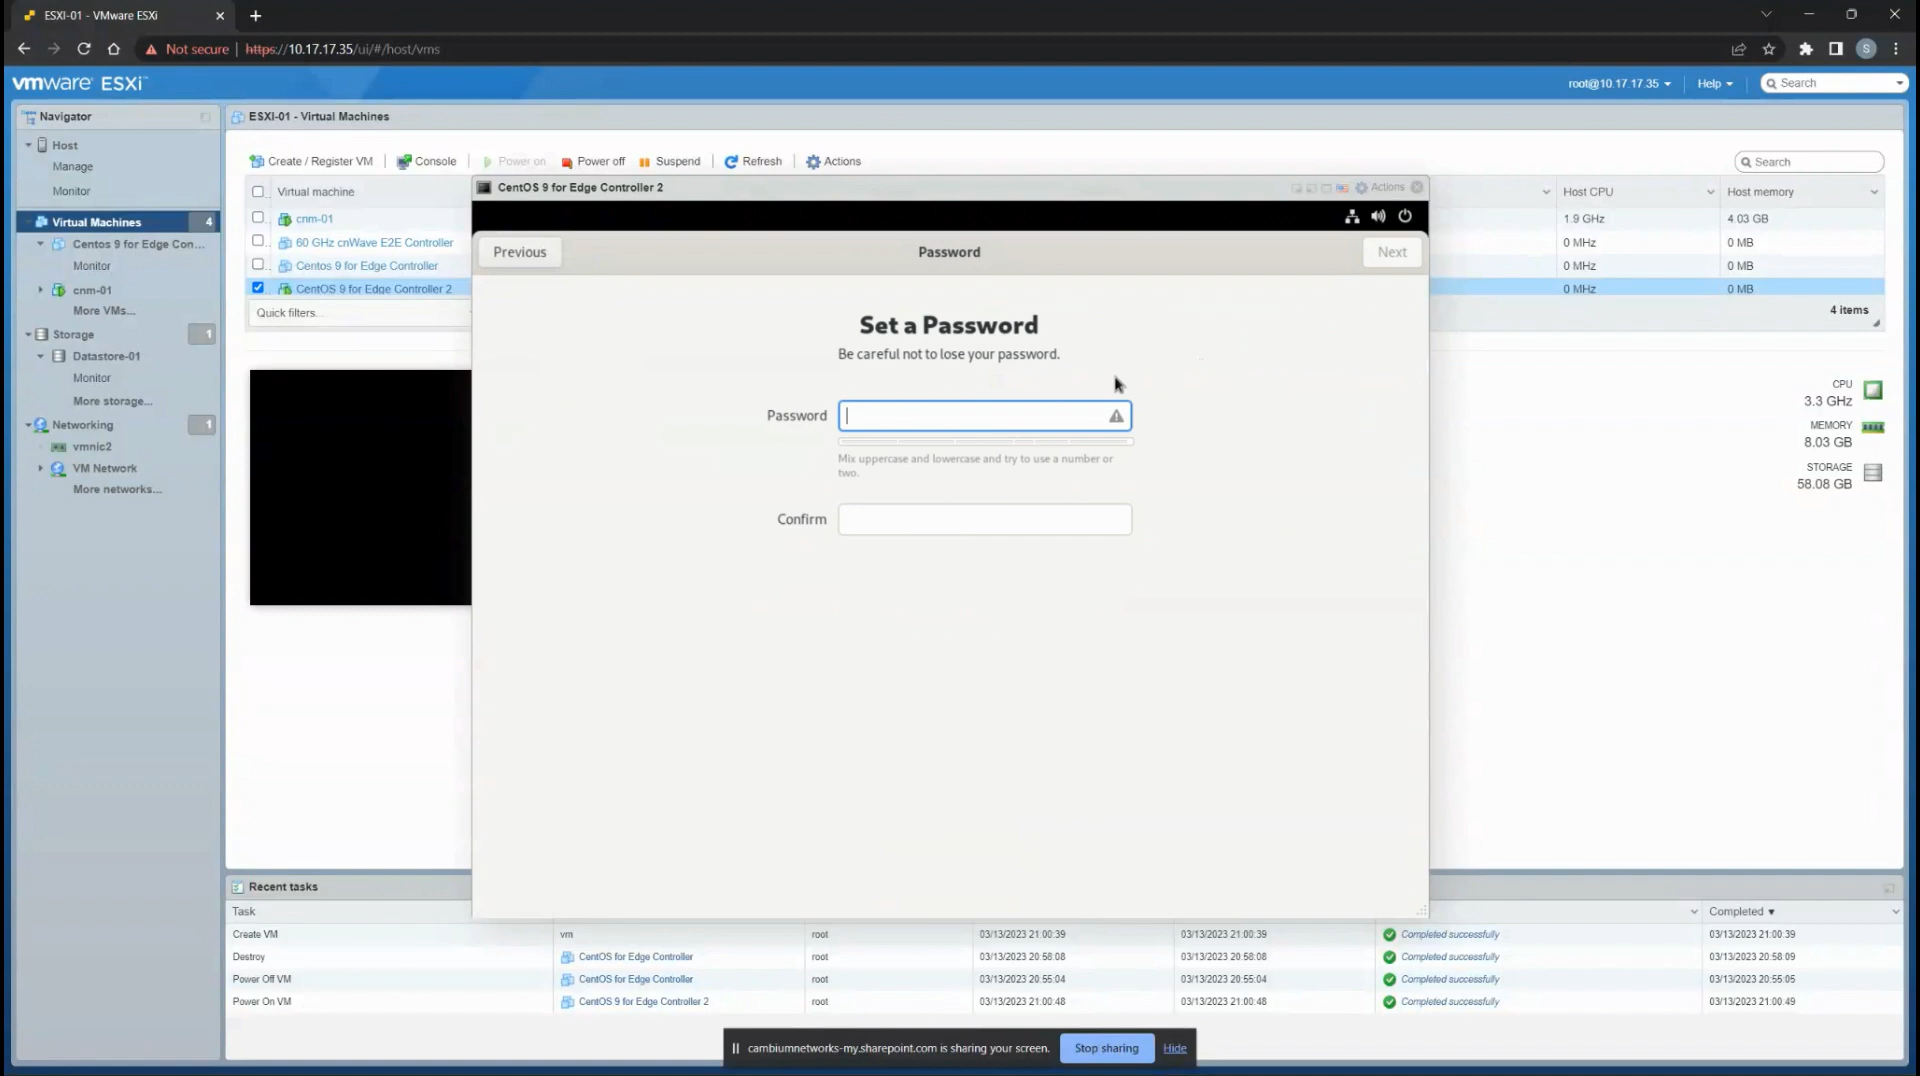 ESXI-01 - VMware ESXi
Not secure | https://10.17.17.35/ui/#/host/vms
S
vmware ESXi
root@10.17.17.35
Help
Search
Navigator
Host
Manage
Monitor
Virtual Machines 4
Centos 9 for Edge Con...
Monitor
cnm-01
More VMs...
Storage 1
Datastore-01
Monitor
More storage...
Networking 1
vmnic2
VM Network
More networks...
ESXI-01 - Virtual Machines
Create / Register VM
Console
Power on
Power off
Suspend
Refresh
Actions
Search
Virtual machine
Host CPU
Host memory
cnm-01
1.9 GHz
4.03 GB
60 GHz cnWave E2E Controller
0 MHz
0 MB
Centos 9 for Edge Controller
0 MHz
0 MB
CentOS 9 for Edge Controller 2
0 MHz
0 MB
Quick filters...
4 items
CentOS 9 for Edge Controller 2
Actions
Previous
Password
Next
Set a Password
Be careful not to lose your password.
Password
Mix uppercase and lowercase and try to use a number or
two.
Confirm
CPU
3.3 GHz
MEMORY
8.03 GB
STORAGE
58.08 GB
Recent tasks
Task
Completed ▼
Create VM vm root 03/13/2023 21:00:39 03/13/2023 21:00:39 Completed successfully 03/13/2023 21:00:39
Destroy CentOS for Edge Controller root 03/13/2023 20:58:08 03/13/2023 20:58:08 Completed successfully 03/13/2023 20:58:09
Power Off VM CentOS for Edge Controller root 03/13/2023 20:55:04 03/13/2023 20:55:04 Completed successfully 03/13/2023 20:55:05
Power On VM CentOS 9 for Edge Controller 2 root 03/13/2023 21:00:48 03/13/2023 21:00:48 Completed successfully 03/13/2023 21:00:49
cambiumnetworks-my.sharepoint.com is sharing your screen.
Stop sharing
Hide